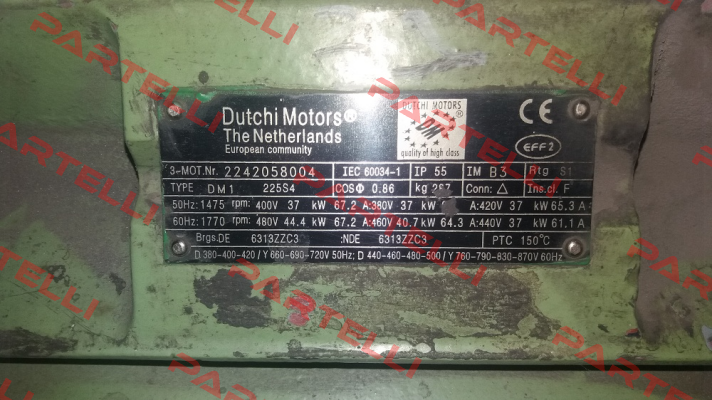 Dutchi Motors®
The Netherlands
European community
DUTCHI MOTORS
DM ®
quality of high class
CE
EFF2
3~MOT.Nr. 2242058004 IEC 60034-1 IP 55 IM B3 Rtg S1
TYPE DM1 225S4 COSΦ 0.86 kg Conn: △ Ins.cl. F
50Hz: 1475 rpm: 400V 37 kW 67.2 A:380V 37 kW A:420V 37 kW 65.3 A
60Hz: 1770 rpm: 480V 44.4 kW 67.2 A:460V 40.7 kW 64.3 A:440V 37 kW 61.1 A
Brgs.DE 6313ZZC3 :NDE 6313ZZC3 PTC 150°C
D 380-400-420 / Y 660-690-720V 50Hz; D 440-460-480-500 / Y 760-790-830-870V 60Hz
PARTELLI
PARTELLI
PARTELLI
PARTELLI
PARTELLI
PARTELLI